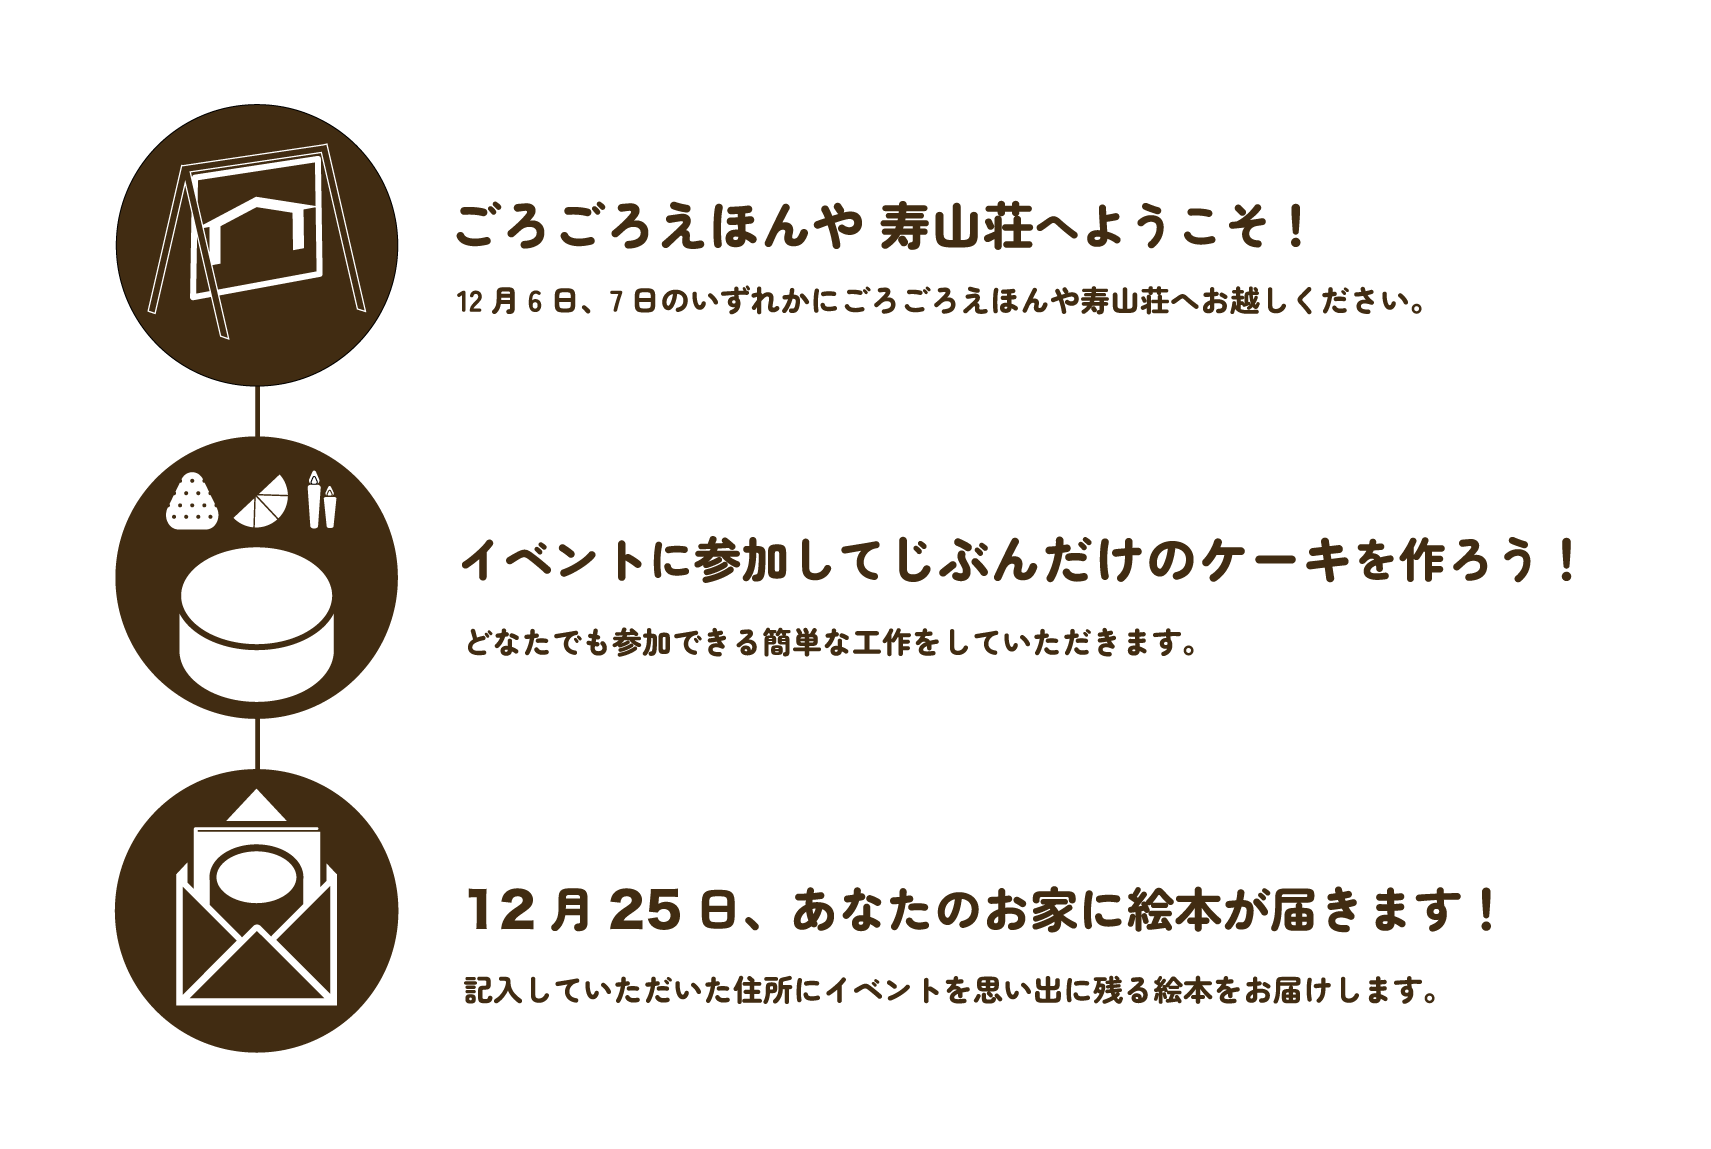 ごろごろえほんや 寿山荘へようこそ！
12 月 6 日、7 日のいずれかにごろごろえほんや寿山荘へお越しください。
イベントに参加してじぶんだけのケーキを作ろう！
どなたでも参加できる簡単な工作をしていただきます。
12 月 25 日、あなたのお家に絵本が届きます！
記入していただいた住所にイベントを思い出に残る絵本をお届けします。